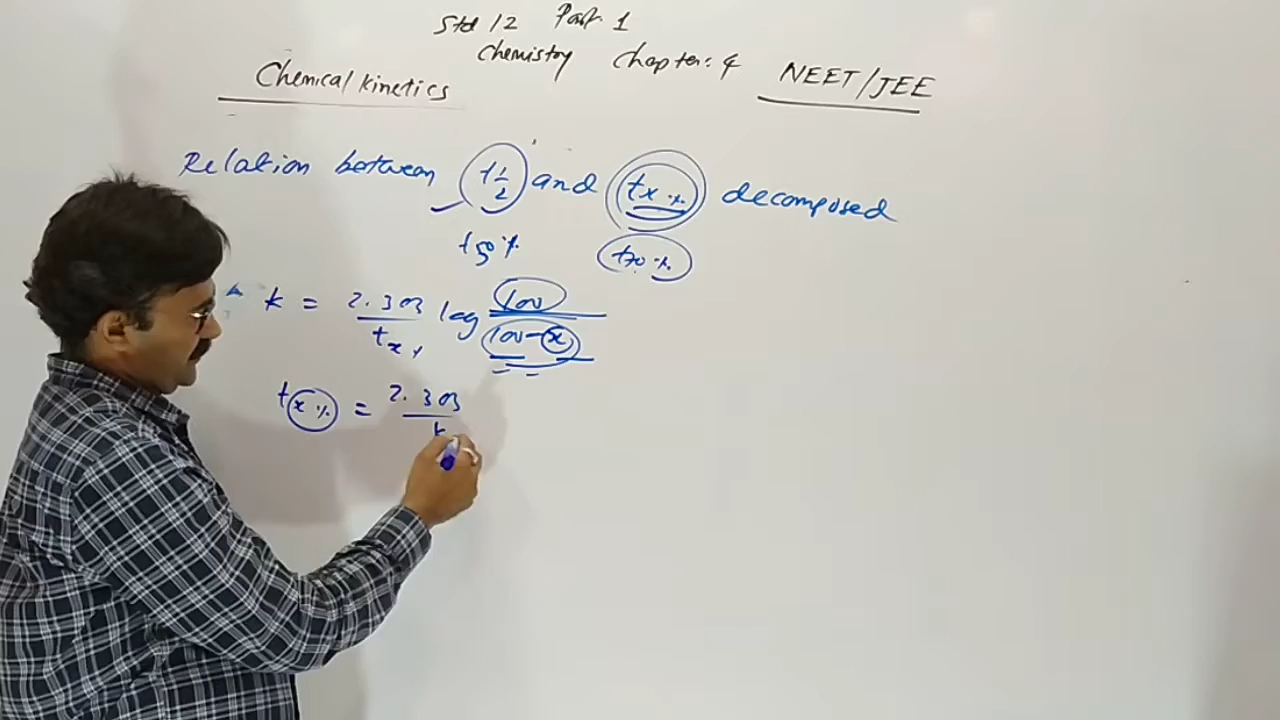 Std 12 Part. 1
Chemistry Chapter: 4
Chemical kinetics
NEET/JEE
Relation between t1/2 and tx% decomposed
t50% t70%
k = 2.303/tx% log 100/100-x
tx% = 2.303/k